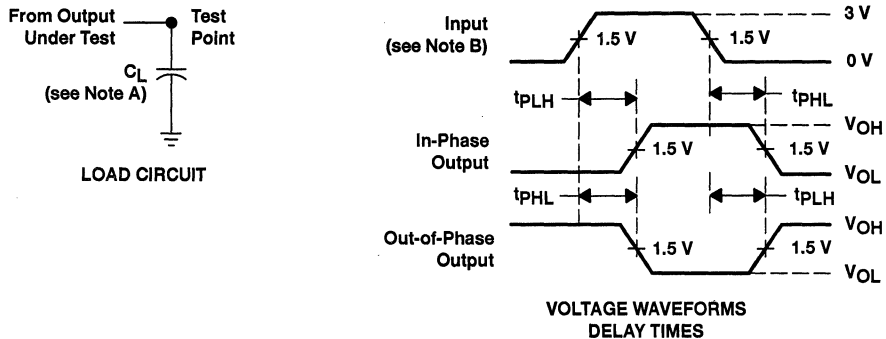 From Output
Under Test
Test
Point
CL
(see Note A)
LOAD CIRCUIT
Input
(see Note B)
1.5 V
1.5 V
3 V
0 V
tPLH
tPHL
In-Phase
Output
1.5 V
1.5 V
VOH
VOL
tPHL
tPLH
Out-of-Phase
Output
1.5 V
1.5 V
VOH
VOL
VOLTAGE WAVEFORMS
DELAY TIMES